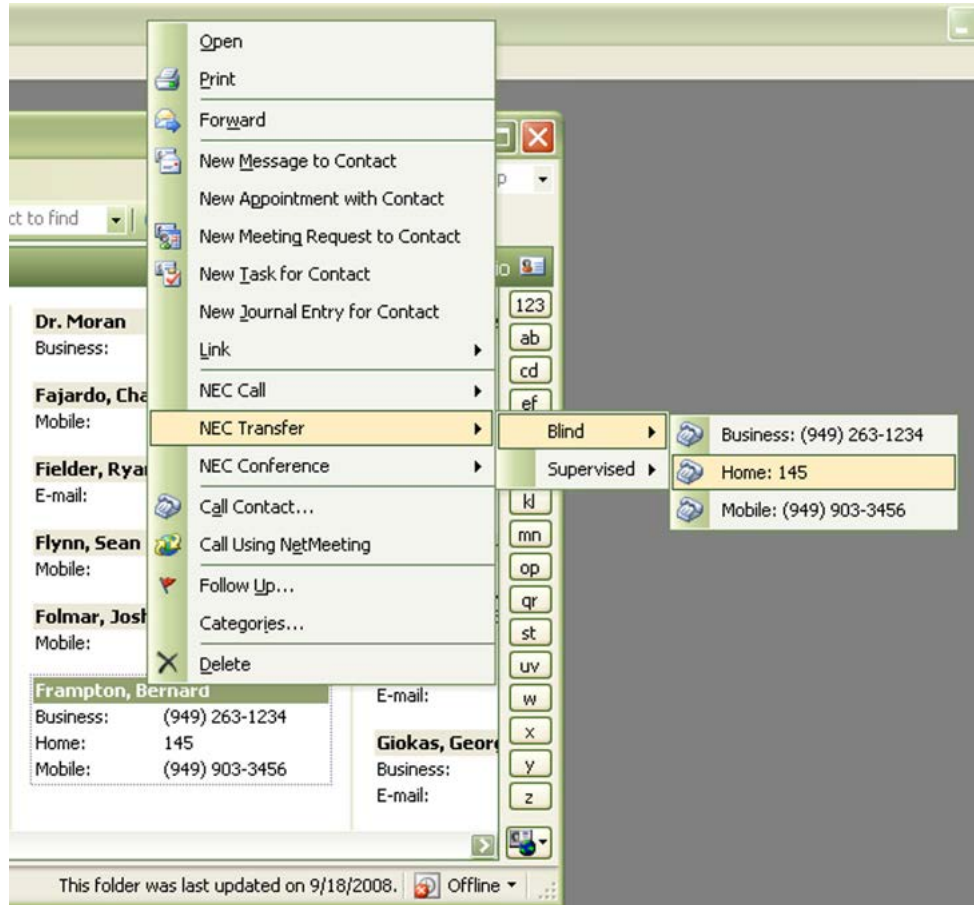 Open
Print
Forward
New Message to Contact
New Appointment with Contact
New Meeting Request to Contact
New Task for Contact
New Journal Entry for Contact
Link
NEC Call
NEC Transfer
NEC Conference
Call Contact...
Call Using NetMeeting
Follow Up...
Categories...
Delete
Blind
Supervised
Business: (949) 263-1234
Home: 145
Mobile: (949) 903-3456
ct to find
Dr. Moran
Business:
Fajardo, Cha
Mobile:
Fielder, Ryan
E-mail:
Flynn, Sean
Mobile:
Folmar, Josh
Mobile:
Frampton, Bernard
Business: (949) 263-1234
Home: 145
Mobile: (949) 903-3456
E-mail:
Giokas, Geor
Business:
E-mail:
123
ab
cd
ef
kl
mn
op
qr
st
uv
w
x
y
z
This folder was last updated on 9/18/2008.
Offline